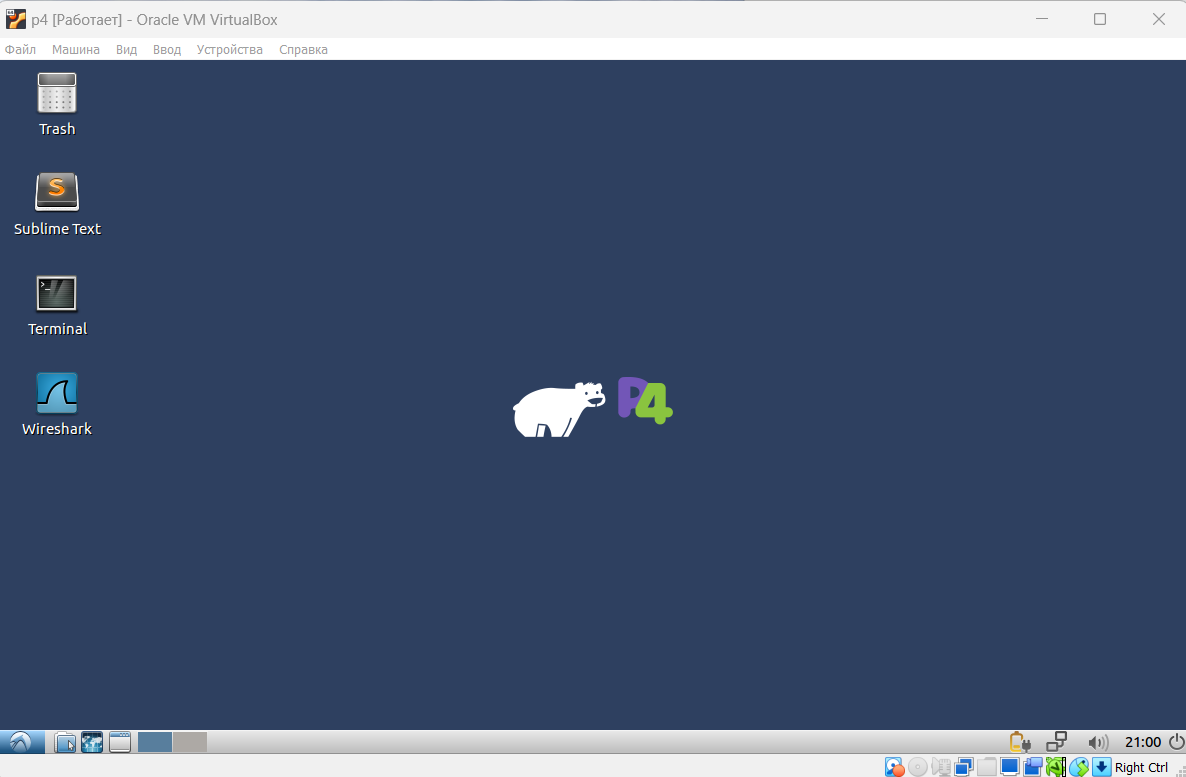 p4 [Работает] - Oracle VM VirtualBox
Файл Машина Вид Ввод Устройства Справка
Trash
S
Sublime Text
>_
Terminal
Wireshark
P4
21:00
Right Ctrl